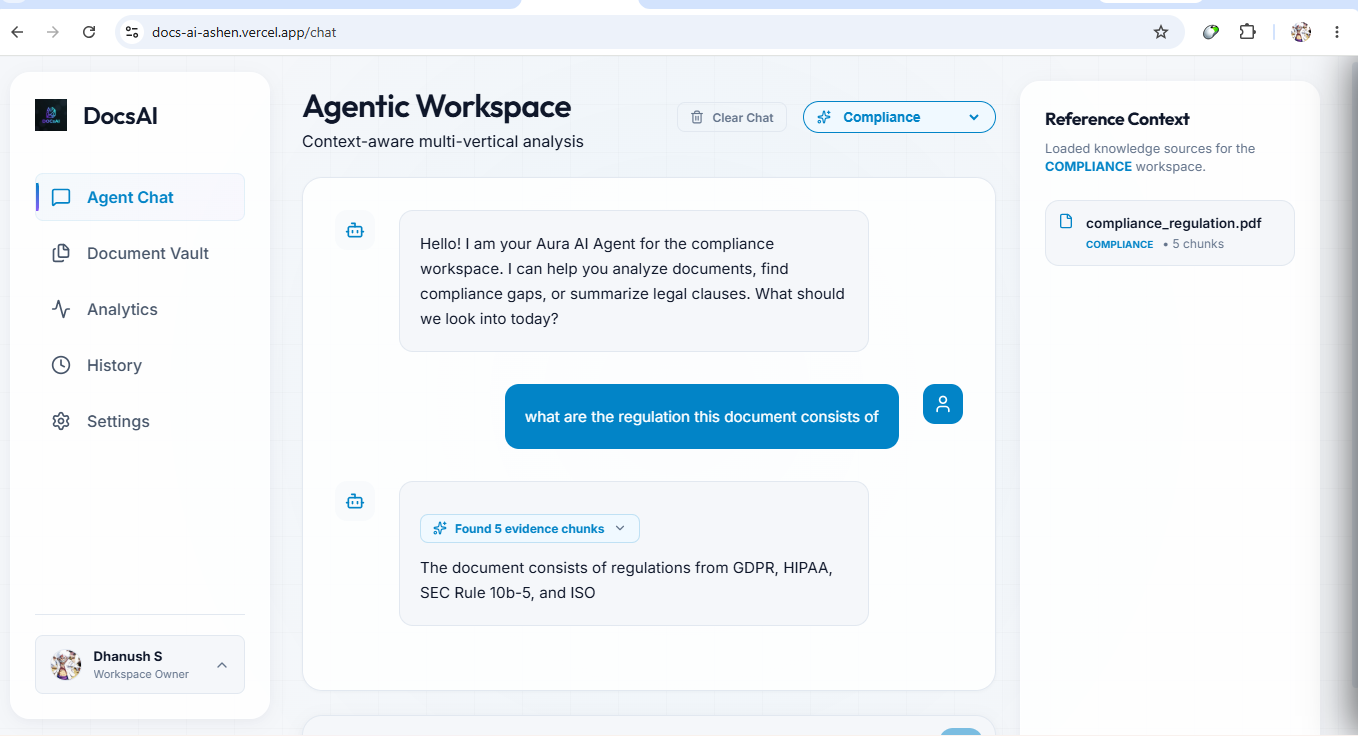 docs-ai-ashen.vercel.app/chat
DocsAI
Agent Chat
Document Vault
Analytics
History
Settings
Dhanush S
Workspace Owner
Agentic Workspace
Context-aware multi-vertical analysis
Clear Chat
Compliance
Hello! I am your Aura AI Agent for the compliance
workspace. I can help you analyze documents, find
compliance gaps, or summarize legal clauses. What should
we look into today?
what are the regulation this document consists of
Found 5 evidence chunks
The document consists of regulations from GDPR, HIPAA,
SEC Rule 10b-5, and ISO
Reference Context
Loaded knowledge sources for the
COMPLIANCE workspace.
compliance_regulation.pdf
COMPLIANCE • 5 chunks